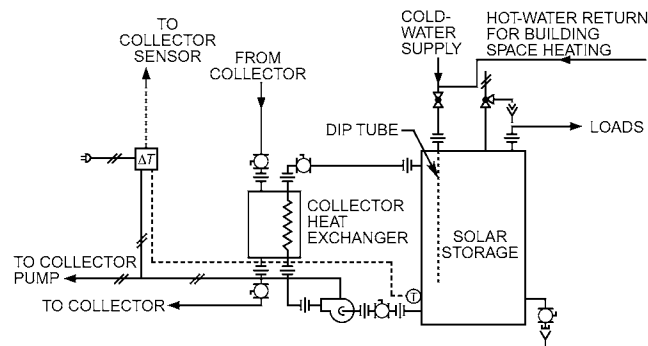 TO
COLLECTOR
SENSOR
FROM
COLLECTOR
COLD-
WATER
SUPPLY
HOT-WATER RETURN
FOR BUILDING
SPACE HEATING
DIP TUBE
LOADS
ΔT
COLLECTOR
HEAT
EXCHANGER
SOLAR
STORAGE
TO COLLECTOR
PUMP
TO COLLECTOR
T